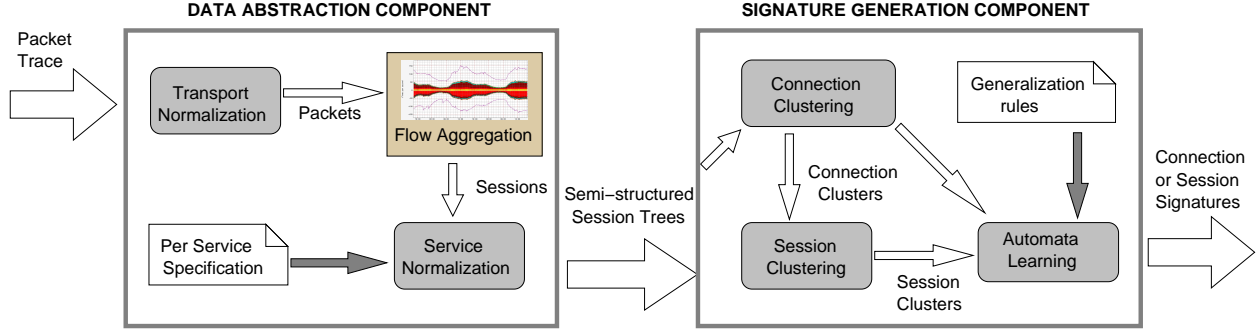 DATA ABSTRACTION COMPONENT
SIGNATURE GENERATION COMPONENT
Packet
Trace
Transport
Normalization
Packets
Flow Aggregation
Sessions
Per Service
Specification
Service
Normalization
Semi−structured
Session Trees
Connection
Clustering
Generalization
rules
Connection
Clusters
Session
Clustering
Session
Clusters
Automata
Learning
Connection
or Session
Signatures